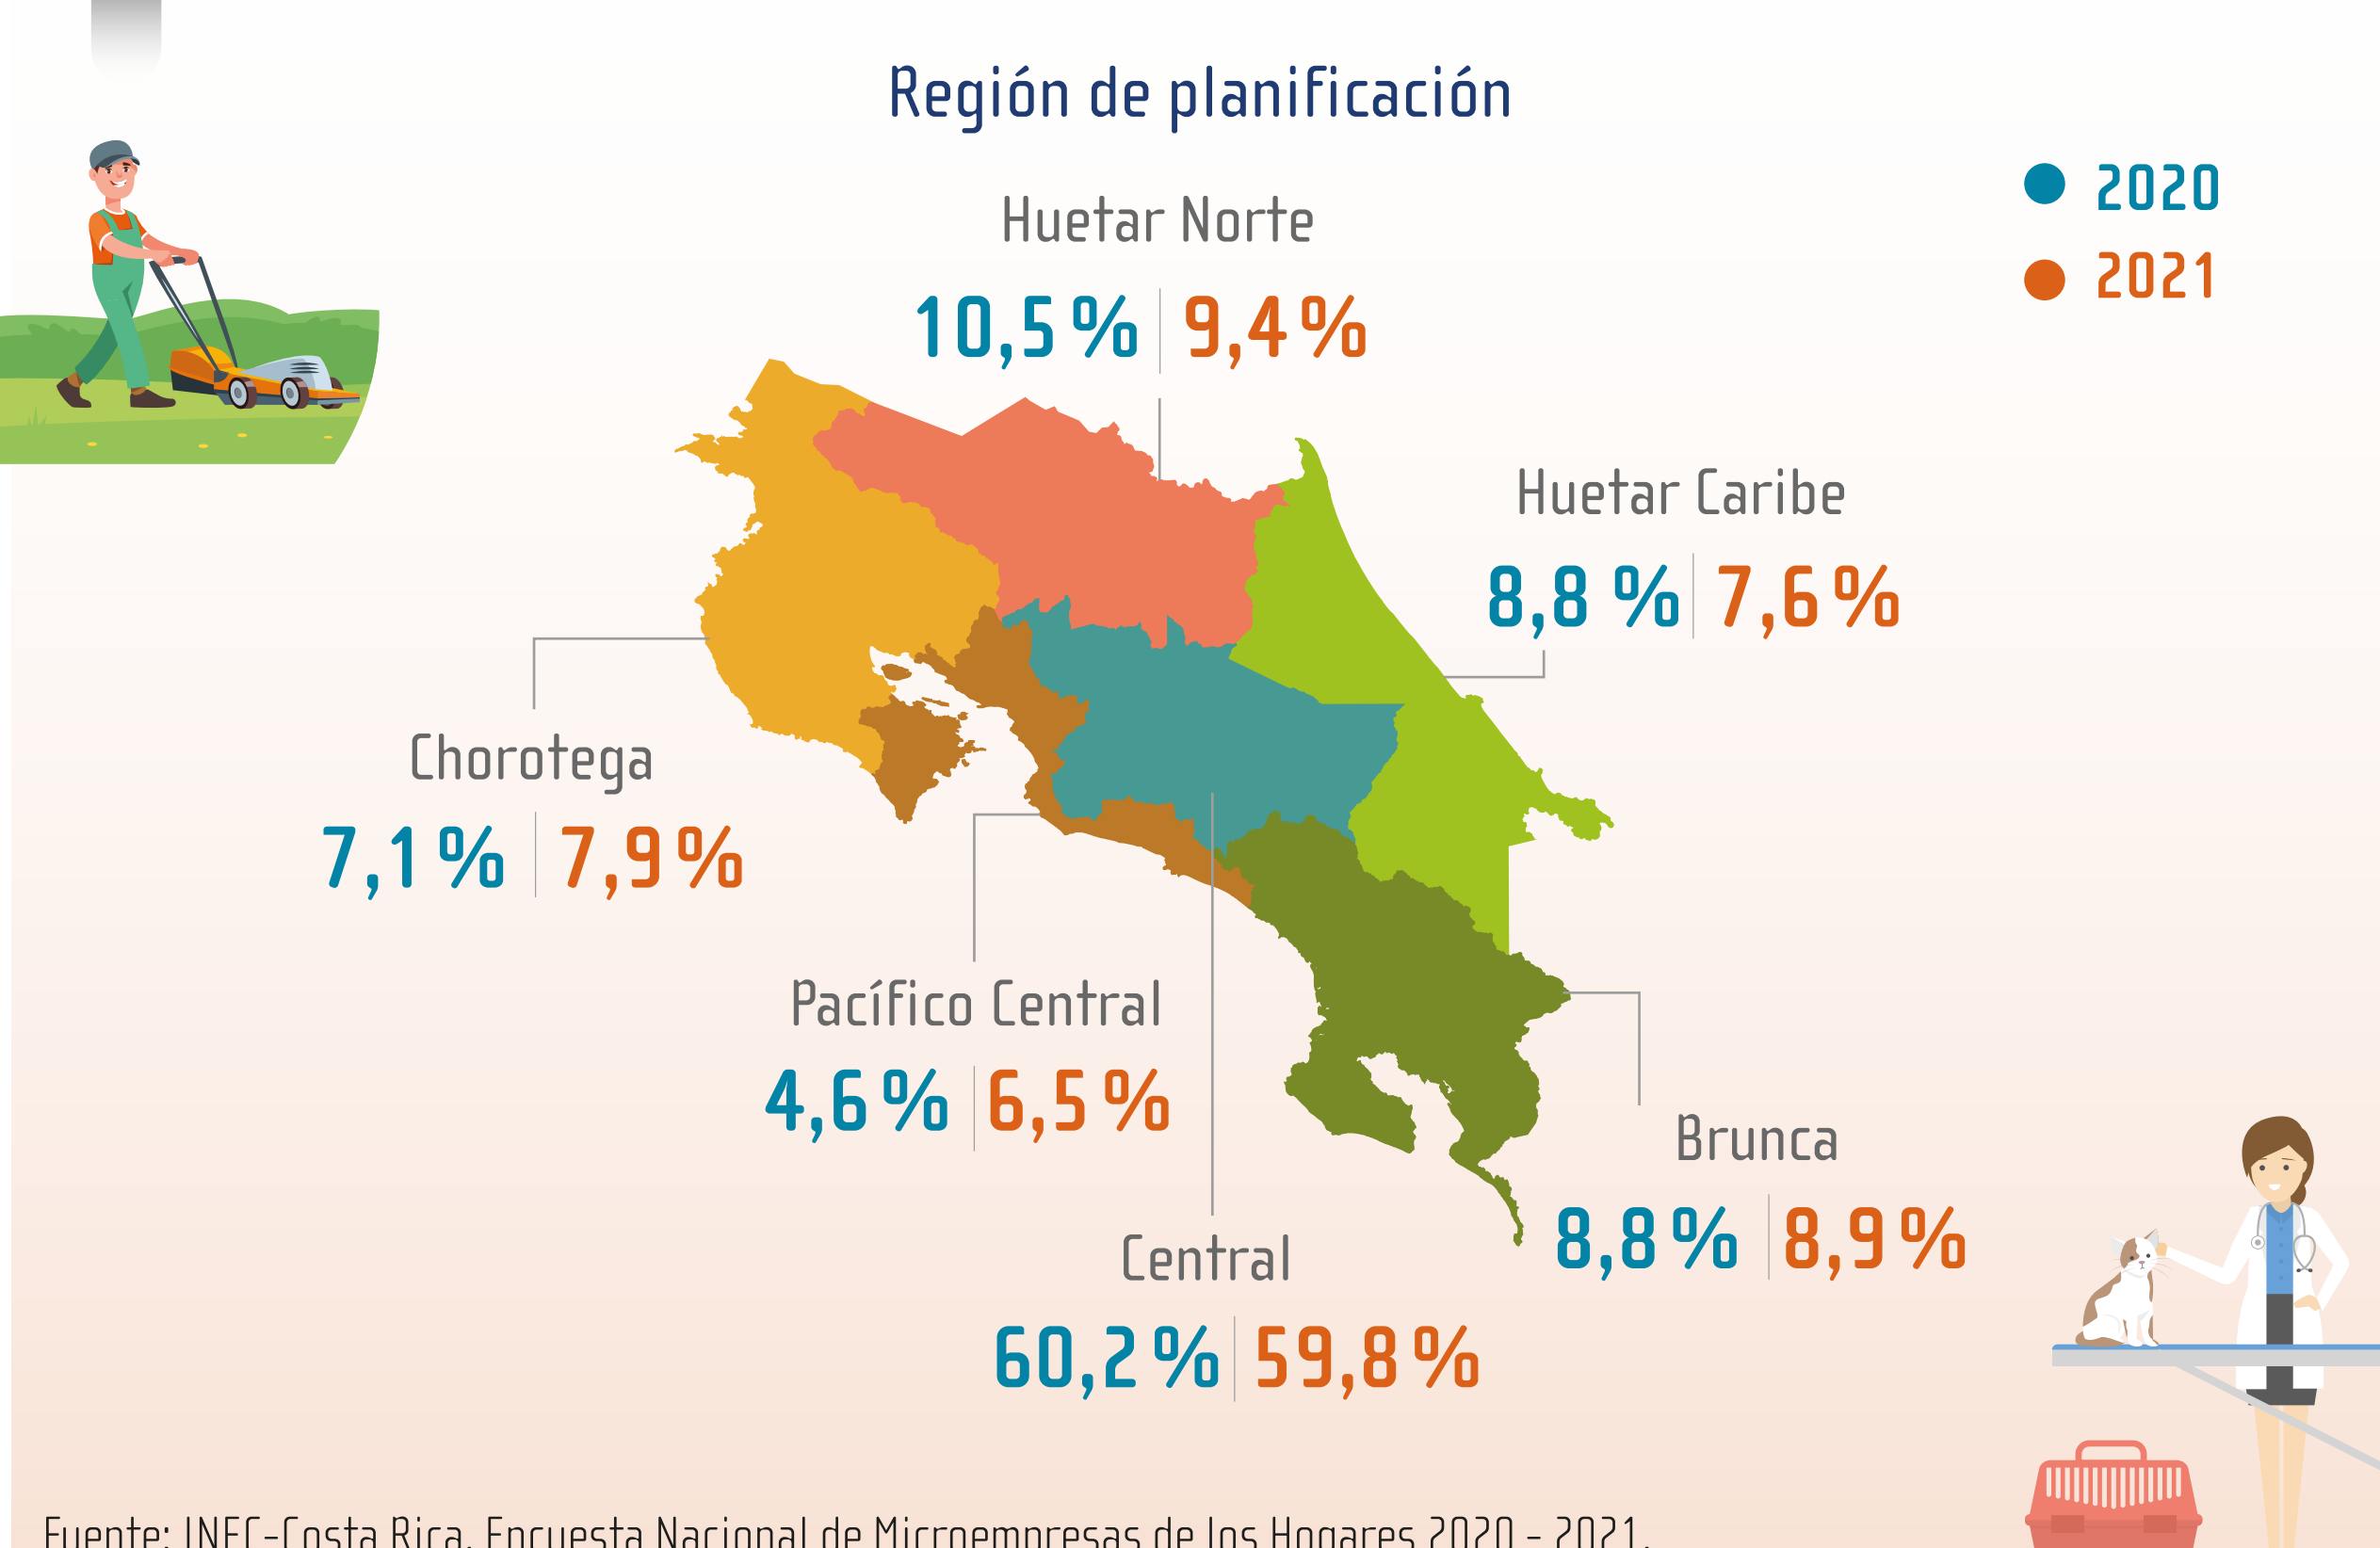 Región de planificación
2020
2021
Huetar Norte
10,5 % 9,4 %
Huetar Caribe
8,8 % 7,6 %
Chorotega
7,1 % 7,9 %
Pacífico Central
4,6 % 6,5 %
Brunca
8,8 % 8,9 %
Central
60,2 % 59,8 %
Fuente: INEC-Costa Rica. Encuesta Nacional de Microempresas de los Hogares 2020 - 2021.